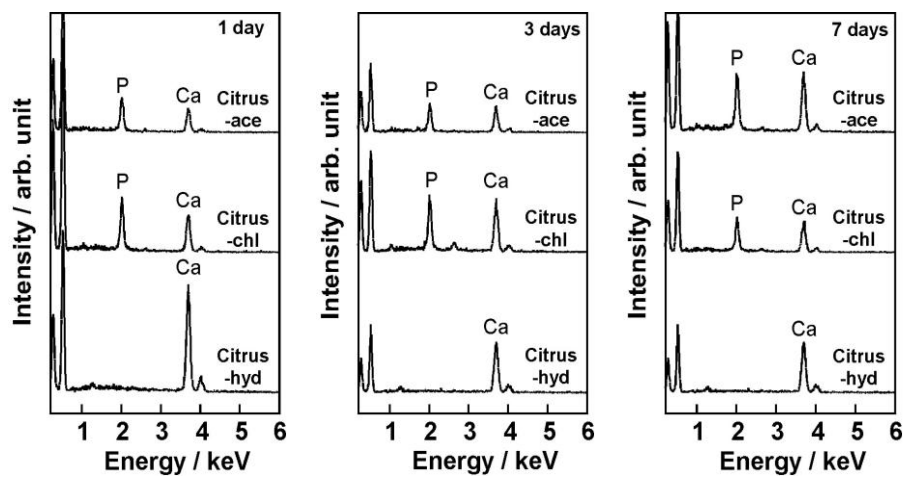 1 day
P
Ca
Citrus
-ace
P
Ca
Citrus
-chl
Ca
Citrus
-hyd
Intensity / arb. unit
1 2 3 4 5 6
Energy / keV
3 days
P
Ca
Citrus
-ace
P
Ca
Citrus
-chl
Ca
Citrus
-hyd
Intensity / arb. unit
1 2 3 4 5 6
Energy / keV
7 days
P
Ca
Citrus
-ace
P
Ca
Citrus
-chl
Ca
Citrus
-hyd
Intensity / arb. unit
1 2 3 4 5 6
Energy / keV